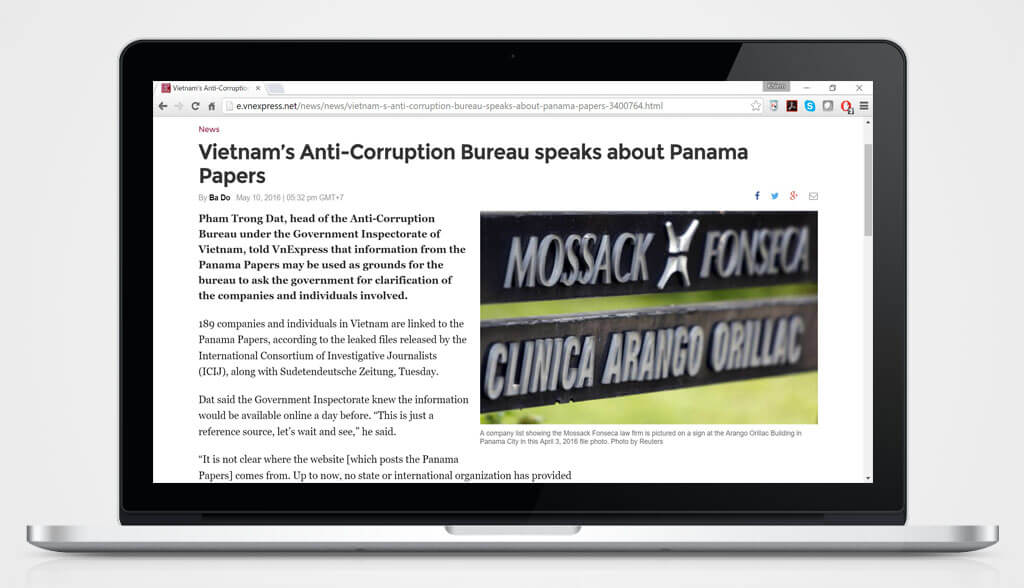 Vietnam's Anti-Corruptio
e.vnexpress.net/news/news/vietnam-s-anti-corruption-bureau-speaks-about-panama-papers-3400764.html
News
Vietnam's Anti-Corruption Bureau speaks about Panama
Papers
By Ba Do May 10, 2016 | 05:32 pm GMT+7
Pham Trong Dat, head of the Anti-Corruption
Bureau under the Government Inspectorate of
Vietnam, told VnExpress that information from the
Panama Papers may be used as grounds for the
bureau to ask the government for clarification of
the companies and individuals involved.
189 companies and individuals in Vietnam are linked to the
Panama Papers, according to the leaked files released by the
International Consortium of Investigative Journalists
(ICIJ), along with Sudetendeutsche Zeitung, Tuesday.
Dat said the Government Inspectorate knew the information
would be available online a day before. “This is just a
reference source, let’s wait and see,” he said.
“It is not clear where the website [which posts the Panama
Papers] comes from. Up to now, no state or international organization has provided
MOSSACK FONSECA
CLINICA ARANGO ORILLAC
A company list showing the Mossack Fonseca law firm is pictured on a sign at the Arango Orillac Building in
Panama City in this April 3, 2016 file photo. Photo by Reuters